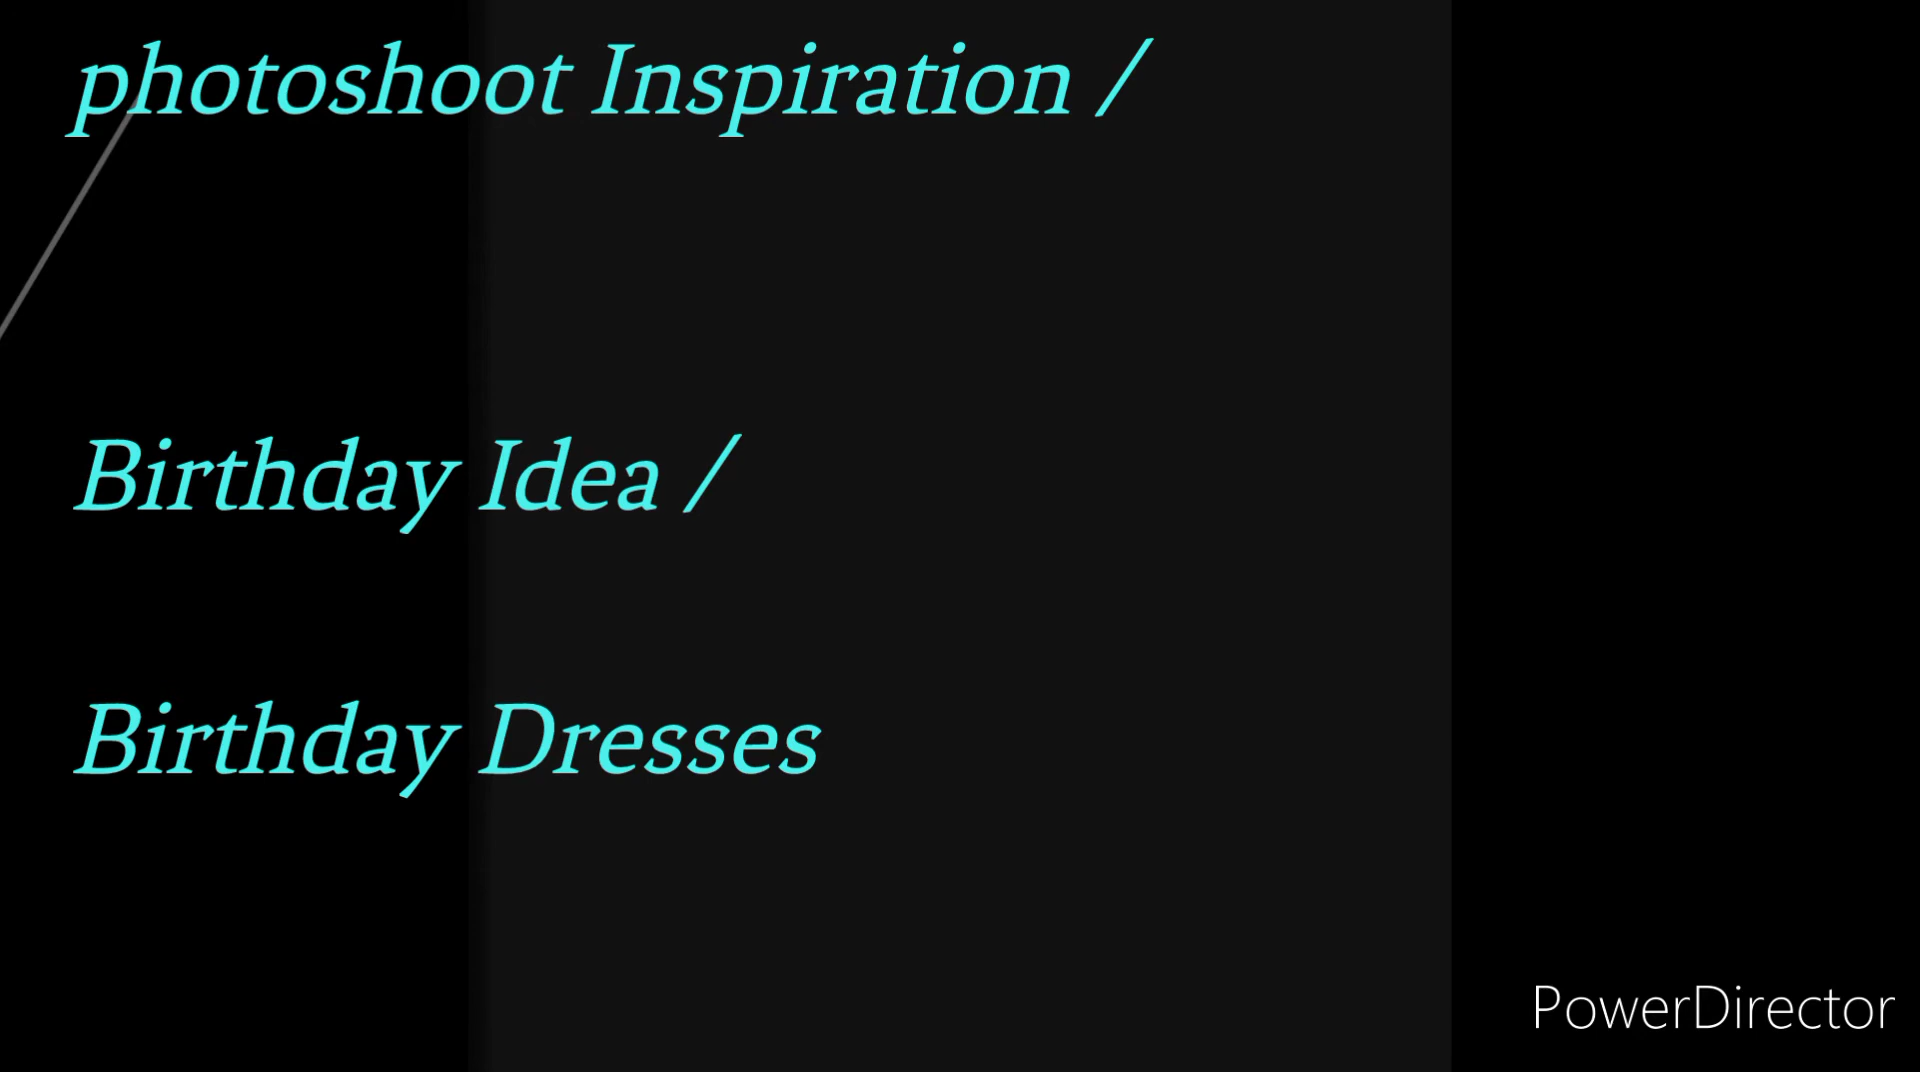 photoshoot Inspiration /
Birthday Idea /
Birthday Dresses
PowerDirector